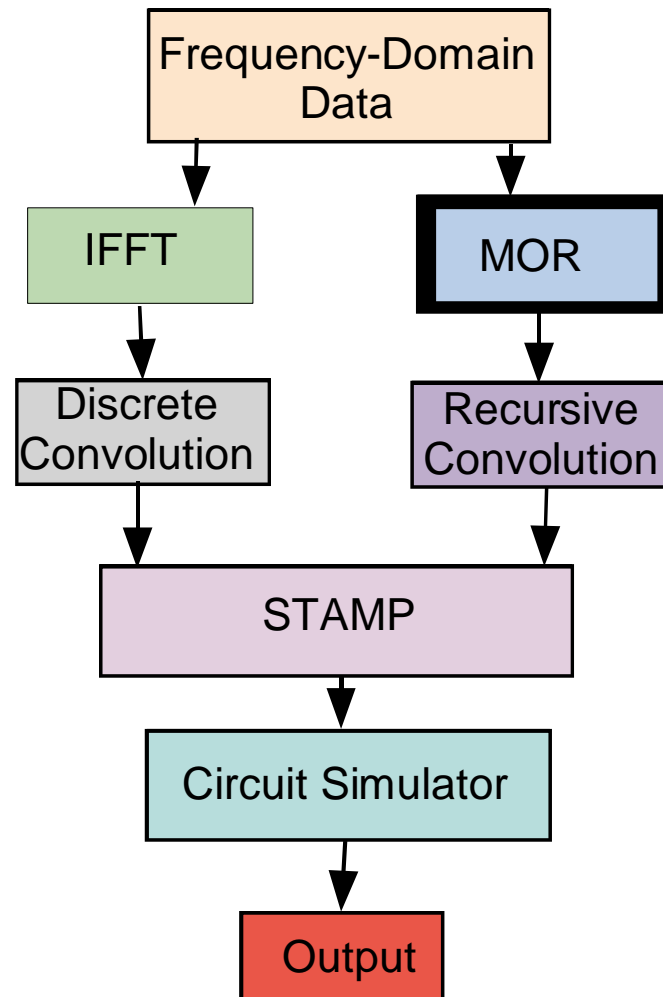 Frequency-Domain
Data
IFFT
MOR
Discrete
Convolution
Recursive
Convolution
STAMP
Circuit Simulator
Output